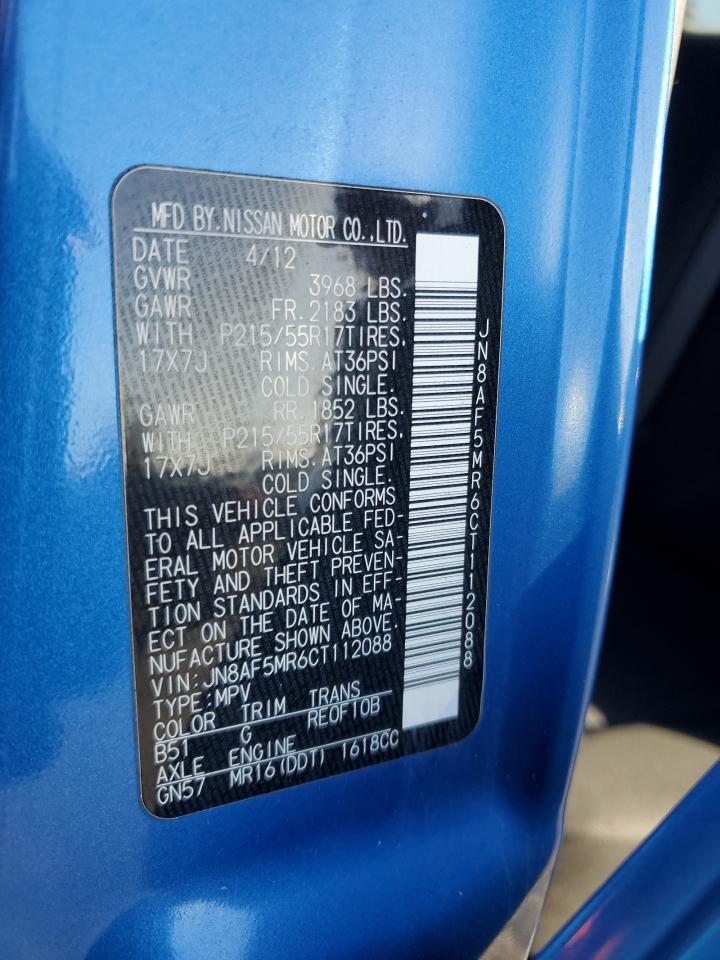 MFD BY.NISSAN MOTOR CO.,LTD.
DATE 4/12
GVWR 3968 LBS.
GAWR FR.2183 LBS.
WITH P215/55R17TIRES.
17X7J RIMS.AT36PSI
COLD SINGLE.
GAWR RR.1852 LBS.
WITH P215/55R17TIRES.
17X7J RIMS.AT36PSI
COLD SINGLE.
THIS VEHICLE CONFORMS
TO ALL APPLICABLE FED-
ERAL MOTOR VEHICLE SA-
FETY AND THEFT PREVEN-
TION STANDARDS IN EFF-
ECT ON THE DATE OF MA-
NUFACTURE SHOWN ABOVE.
VIN:JN8AF5MR6CT112088
TYPE:MPV
COLOR TRIM TRANS
B51 G RE0F10B
AXLE ENGINE
GN57 MR16(DDT) 1618CC
JN8AF5MR6CT112088